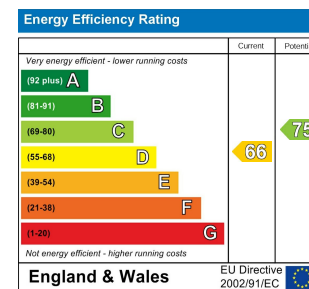 Energy Efficiency Rating
Current Potenti
Very energy efficient - lower running costs
(92 plus) A
(81-91) B
(69-80) C
75
(55-68) D
66
(39-54) E
(21-38) F
(1-20) G
Not energy efficient - higher running costs
England & Wales
EU Directive
2002/91/EC